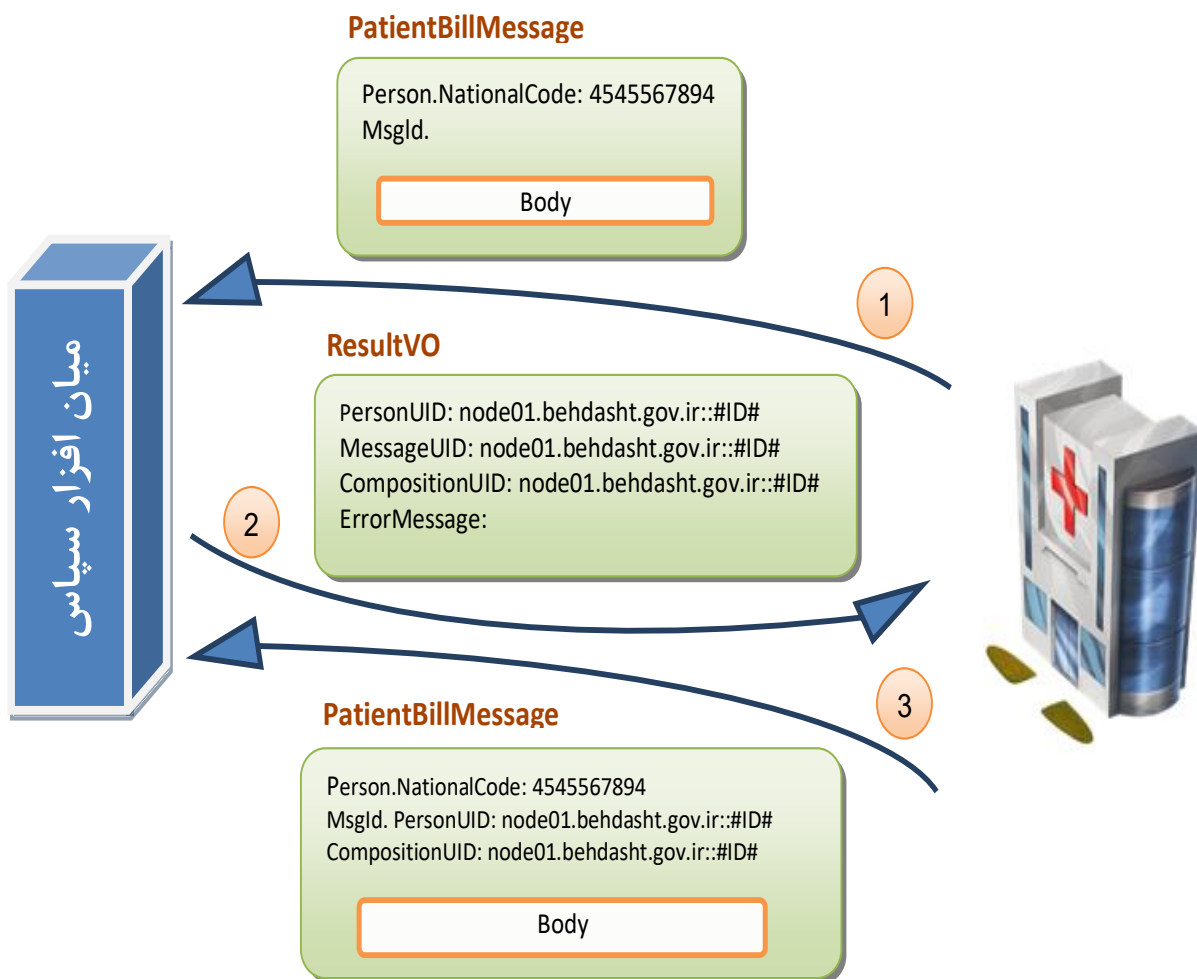 PatientBillMessage
Person.NationalCode: 4545567894
MsgId.
Body
1
میان افزار سپاس
ResultVO
PersonUID: node01.behdasht.gov.ir::#ID#
MessageUID: node01.behdasht.gov.ir::#ID#
CompositionUID: node01.behdasht.gov.ir::#ID#
ErrorMessage:
2
3
PatientBillMessage
Person.NationalCode: 4545567894
MsgId. PersonUID: node01.behdasht.gov.ir::#ID#
CompositionUID: node01.behdasht.gov.ir::#ID#
Body